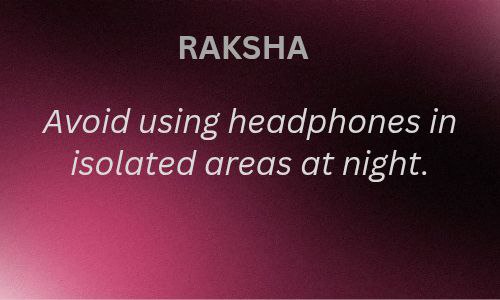 RAKSHA
Avoid using headphones in
isolated areas at night.